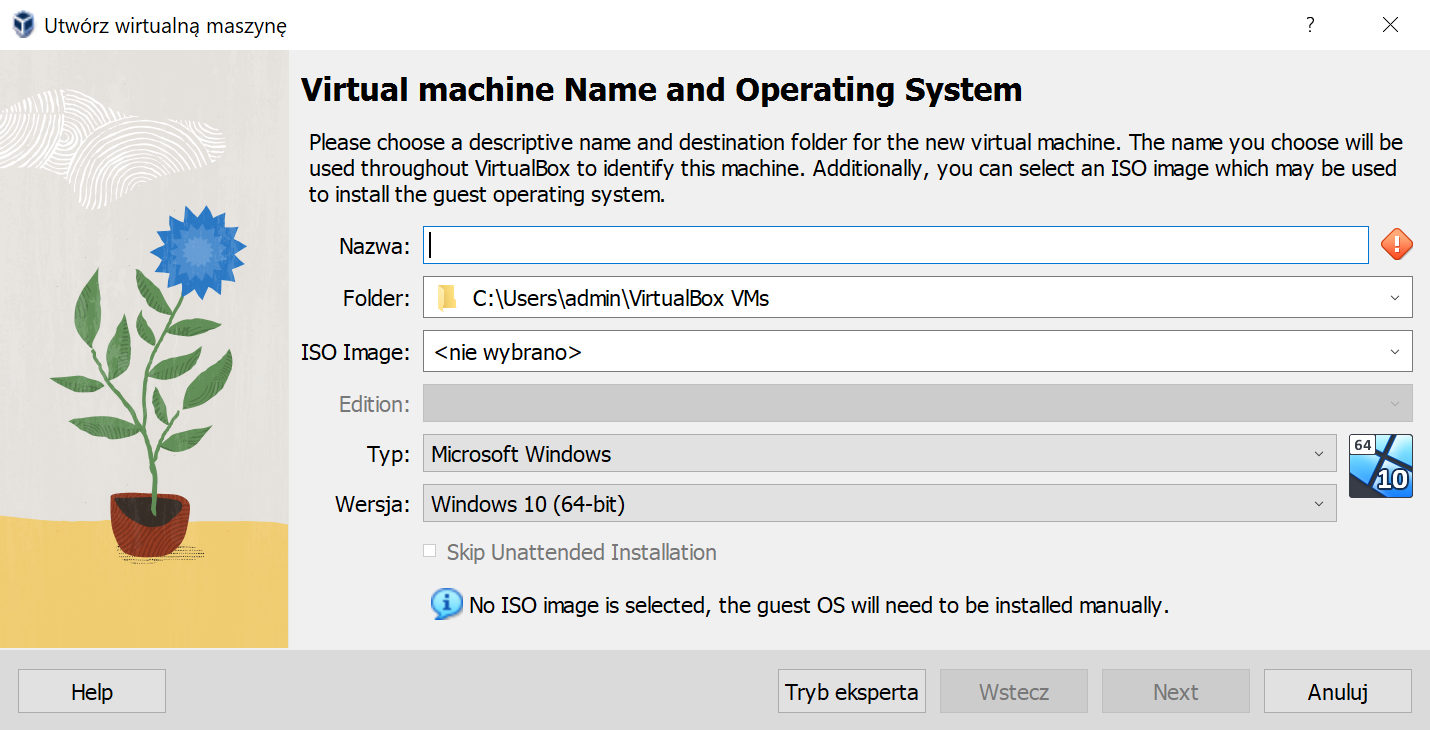 Utwórz wirtualną maszynę
?
Virtual machine Name and Operating System
Please choose a descriptive name and destination folder for the new virtual machine. The name you choose will be
used throughout VirtualBox to identify this machine. Additionally, you can select an ISO image which may be used
to install the guest operating system.
Nazwa:
!
Folder: C:\Users\admin\VirtualBox VMs
ISO Image: <nie wybrano>
Edition:
Typ: Microsoft Windows
64
10
Wersja: Windows 10 (64-bit)
Skip Unattended Installation
i No ISO image is selected, the guest OS will need to be installed manually.
Help Tryb eksperta Wstecz Next Anuluj